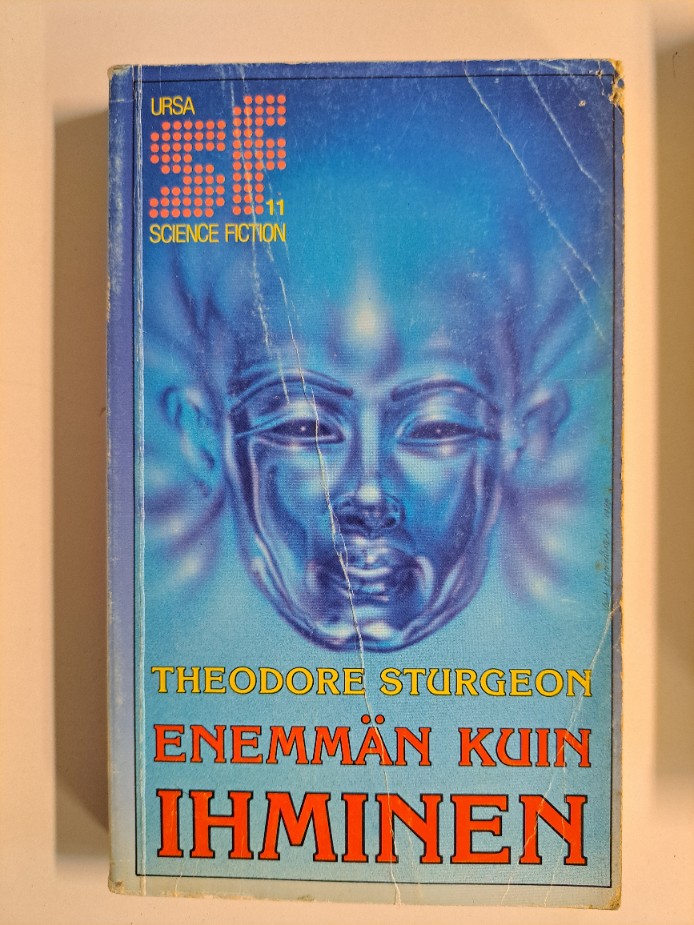 URSA
SF
11
SCIENCE FICTION
THEODORE STURGEON
ENEMMÄN KUIN
IHMINEN